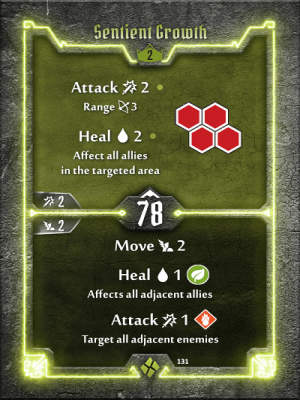 Sentient Growth
2
Attack 2
Range 3
Heal 2
Affect all allies
in the targeted area
2
78
2
Move 2
Heal 1
Affects all adjacent allies
Attack 1
Target all adjacent enemies
131